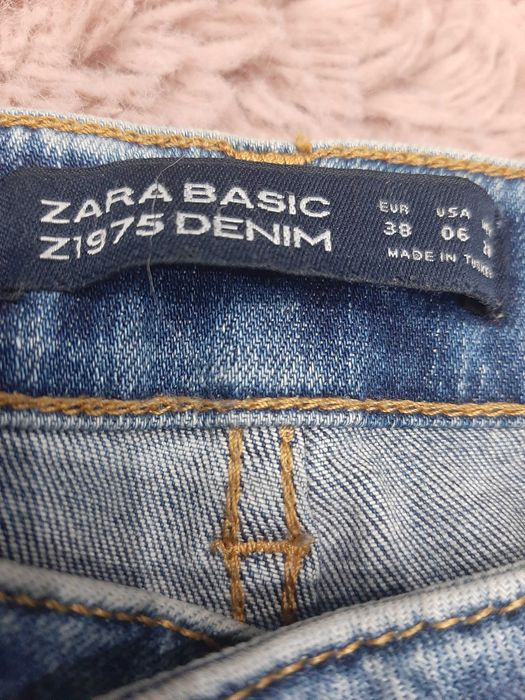 ZARA BASIC
Z1975 DENIM
EUR USA
38 06
MADE IN